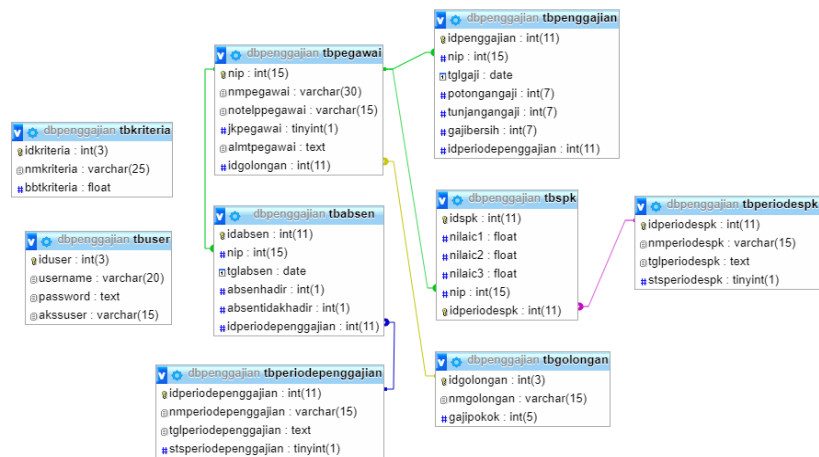 dbpenggajian tbpenggajian
idpenggajian : int(11)
nip : int(15)
tglgaji : date
potongangaji : int(7)
tunjangangaji : int(7)
gajibersih : int(7)
idperiodepenggajian : int(11)
dbpenggajian tbpegawai
nip : int(15)
nmpegawai : varchar(30)
notelppegawai : varchar(15)
jkpegawai : tinyint(1)
almtpegawai : text
idgolongan : int(11)
dbpenggajian tbkriteria
idkriteria : int(3)
nmkriteria : varchar(25)
bbtkriteria : float
dbpenggajian tbabsen
idabsen : int(11)
nip : int(15)
tglabsen : date
absenhadir : int(1)
absentidakhadir : int(1)
idperiodepenggajian : int(11)
dbpenggajian tbspk
idspk : int(11)
nilaic1 : float
nilaic2 : float
nilaic3 : float
nip : int(15)
idperiodespk : int(11)
dbpenggajian tbperiodespk
idperiodespk : int(11)
nmperiodespk : varchar(15)
tglperiodespk : text
stsperiodespk : tinyint(1)
dbpenggajian tbuser
iduser : int(3)
username : varchar(20)
password : text
akssuser : varchar(15)
dbpenggajian tbperiodepenggajian
idperiodepenggajian : int(11)
nmperiodepenggajian : varchar(15)
tglperiodepenggajian : text
stsperiodepenggajian : tinyint(1)
dbpenggajian tbgolongan
idgolongan : int(3)
nmgolongan : varchar(15)
gajipokok : int(5)